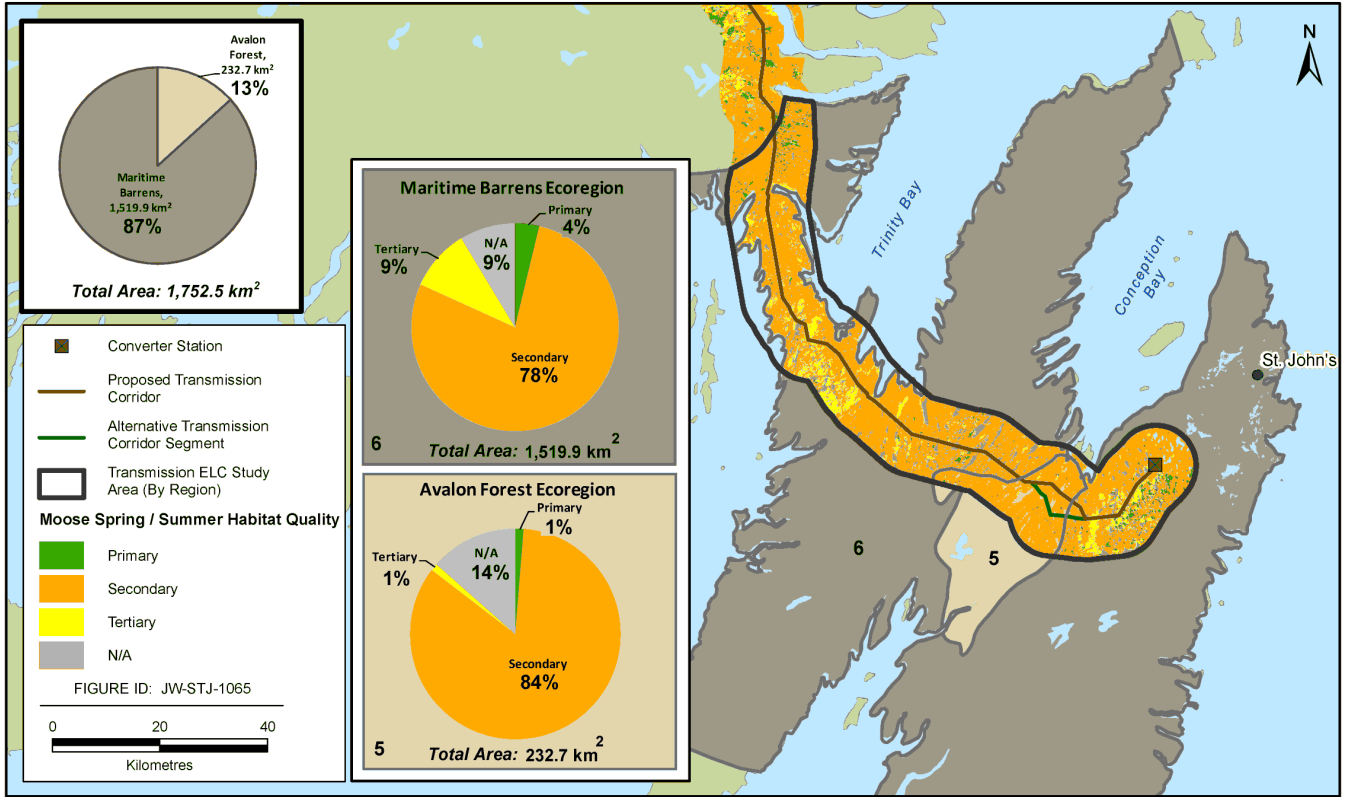 Avalon
Forest,
232.7 km²
13%
Maritime
Barrens,
1,519.9 km²
87%
Total Area: 1,752.5 km²
Converter Station
Proposed Transmission
Corridor
Alternative Transmission
Corridor Segment
Transmission ELC Study
Area (By Region)
Moose Spring / Summer Habitat Quality
Primary
Secondary
Tertiary
N/A
FIGURE ID: JW-STJ-1065
0 20 40
Kilometres
Maritime Barrens Ecoregion
Primary
4%
N/A
9%
Tertiary
9%
Secondary
78%
6
Total Area: 1,519.9 km²
Avalon Forest Ecoregion
Primary
1%
N/A
14%
Tertiary
1%
Secondary
84%
5
Total Area: 232.7 km²
N
Trinity Bay
Conception
Bay
St. John's
6
5